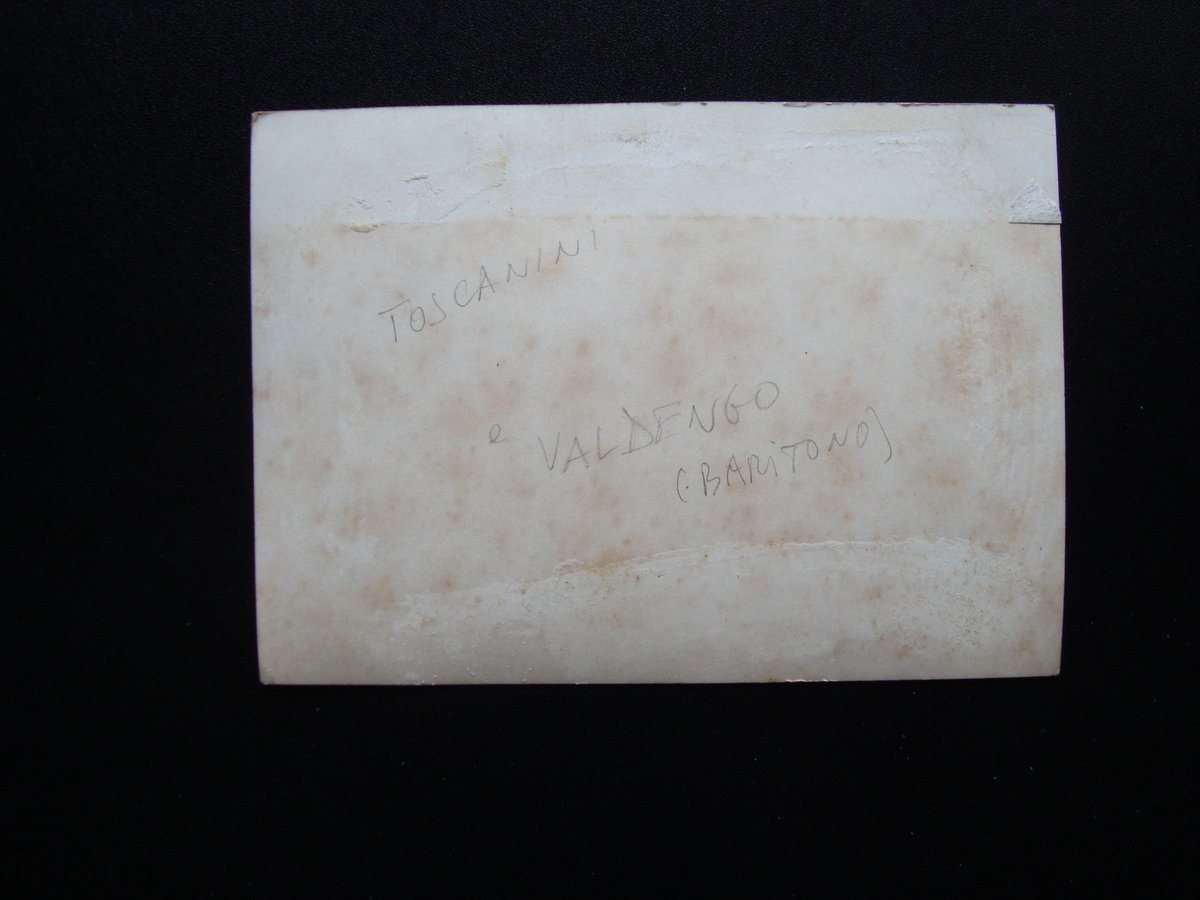 TOSCANINI
e VALDENGO
(BARITONO)